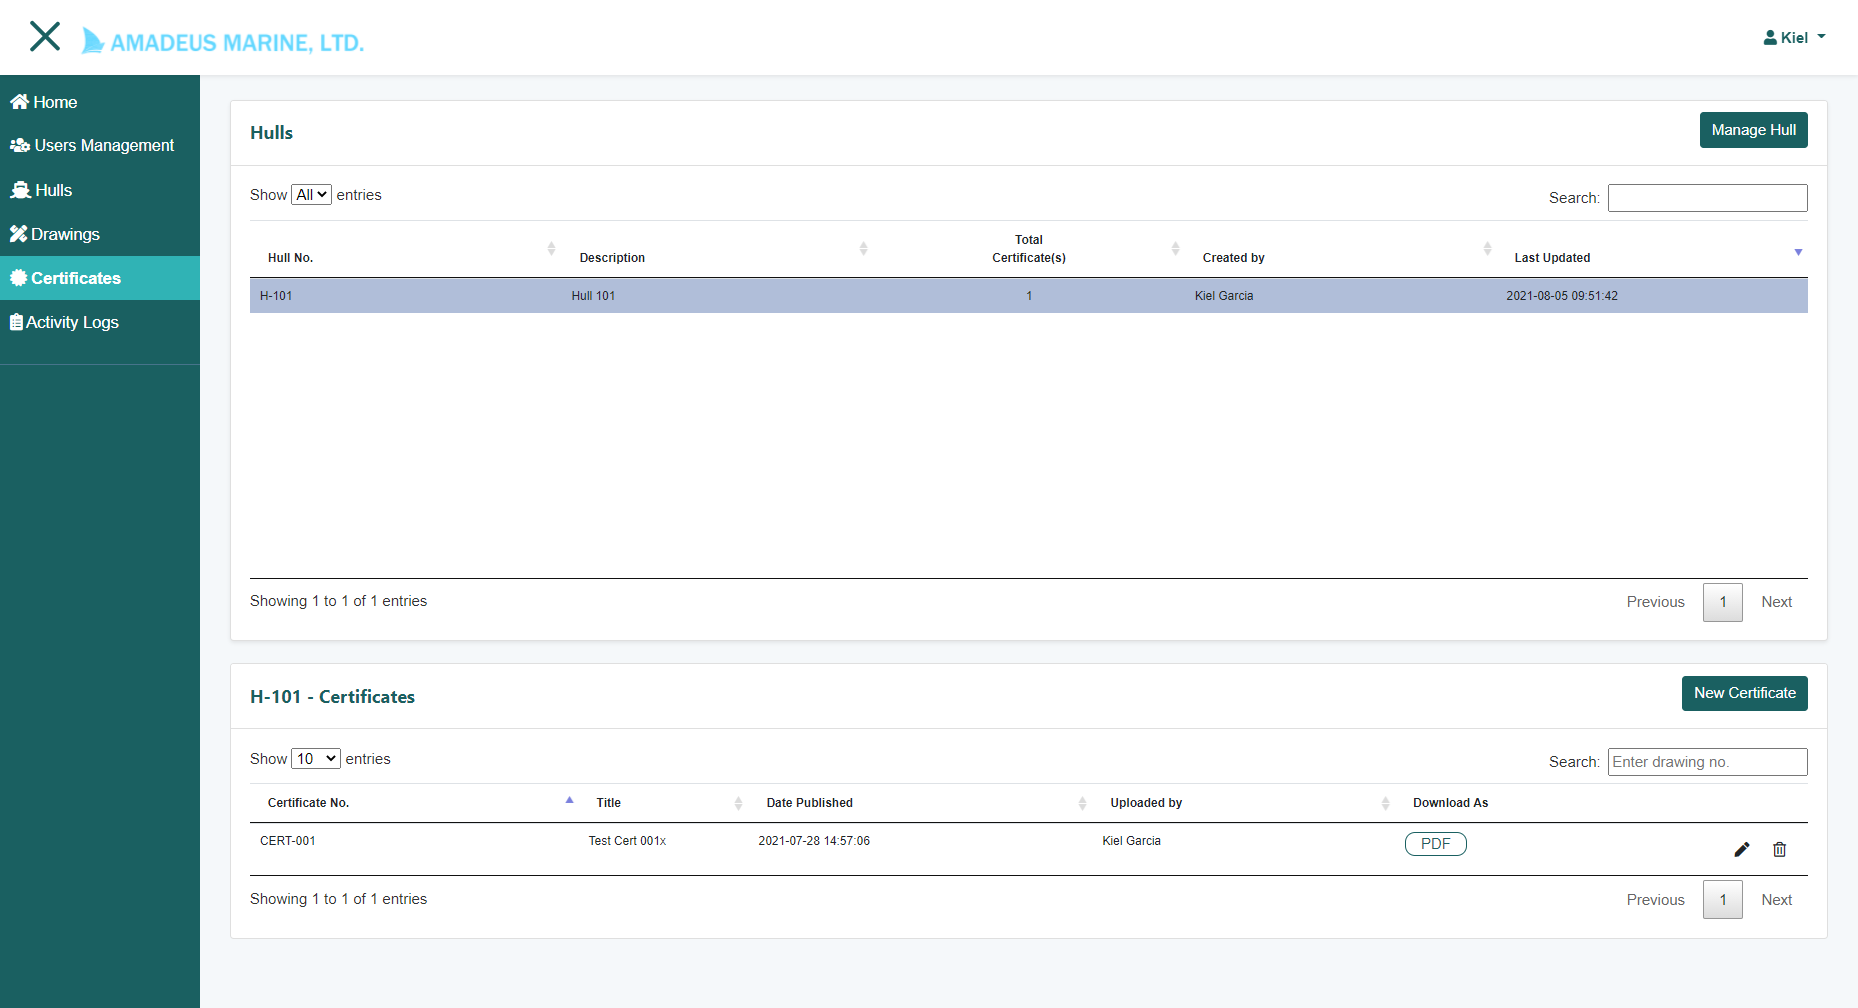 AMADEUS MARINE, LTD.
Kiel
Home
Users Management
Hulls
Drawings
Certificates
Activity Logs
Hulls
Manage Hull
Show All entries
Search:
Hull No. Description Total Certificate(s) Created by Last Updated
H-101 Hull 101 1 Kiel Garcia 2021-08-05 09:51:42
Showing 1 to 1 of 1 entries
Previous 1 Next
H-101 - Certificates
New Certificate
Show 10 entries
Search: Enter drawing no.
Certificate No. Title Date Published Uploaded by Download As
CERT-001 Test Cert 001x 2021-07-28 14:57:06 Kiel Garcia PDF
Showing 1 to 1 of 1 entries
Previous 1 Next